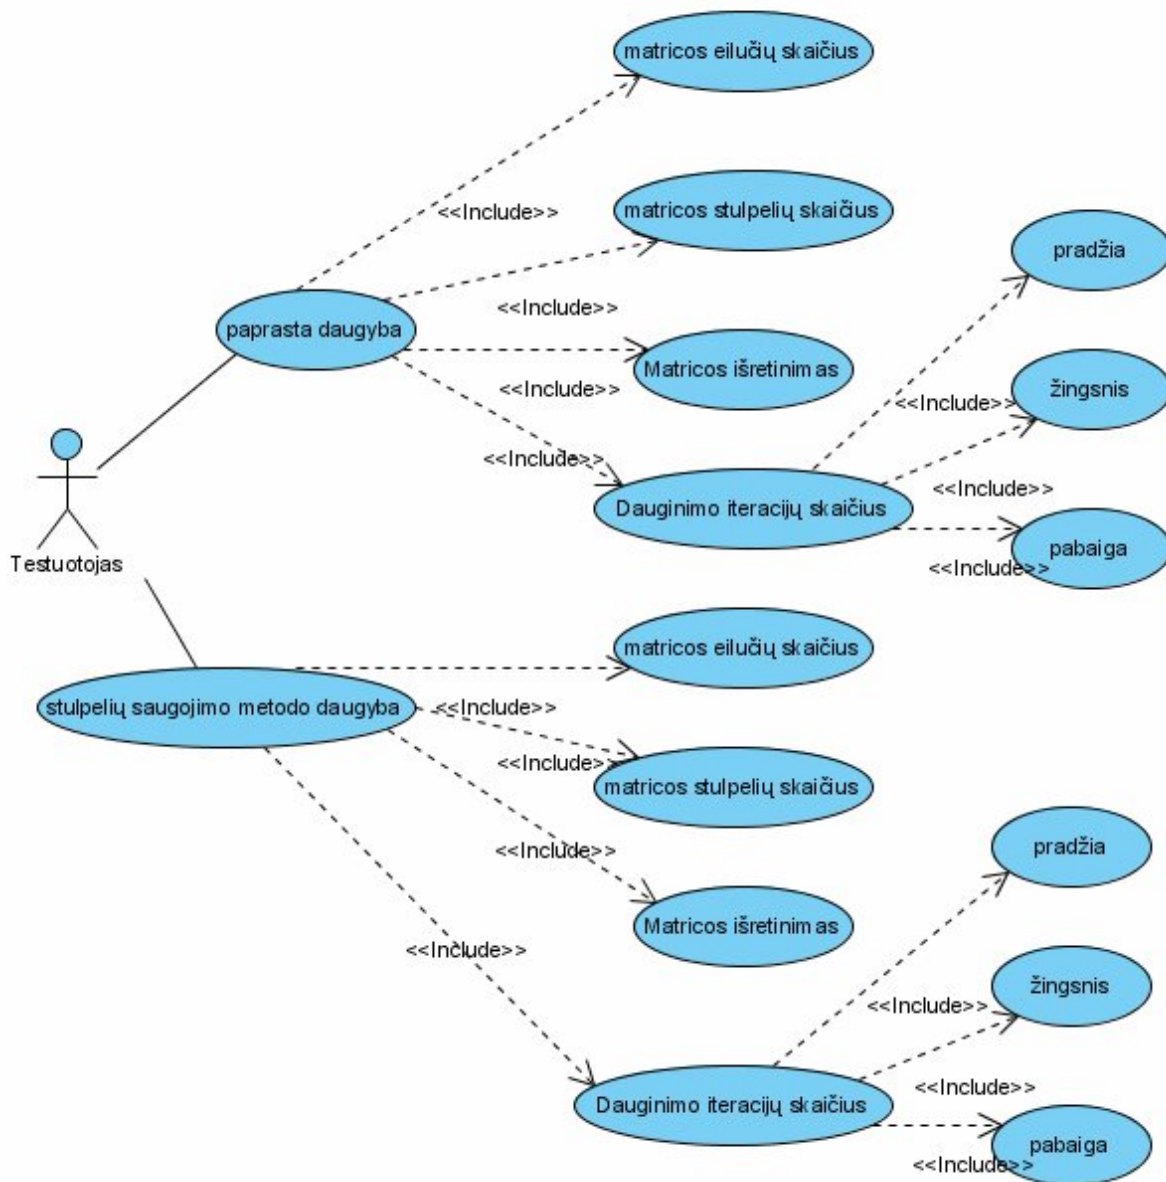 matricos eilučių skaičius
<<Include>>
matricos stulpelių skaičius
pradžia
paprasta daugyba
<<Include>>
Matricos išretinimas
<<Include>>
žingsnis
<<Include>>
<<Include>>
Dauginimo iteracijų skaičius
<<Include>>
pabaiga
<<Include>>
Testuotojas
matricos eilučių skaičius
stulpelių saugojimo metodo daugyba
<<Include>>
<<Include>>
matricos stulpelių skaičius
<<Include>>
pradžia
Matricos išretinimas
<<Include>>
žingsnis
<<Include>>
Dauginimo iteracijų skaičius
<<Include>>
pabaiga
<<Include>>